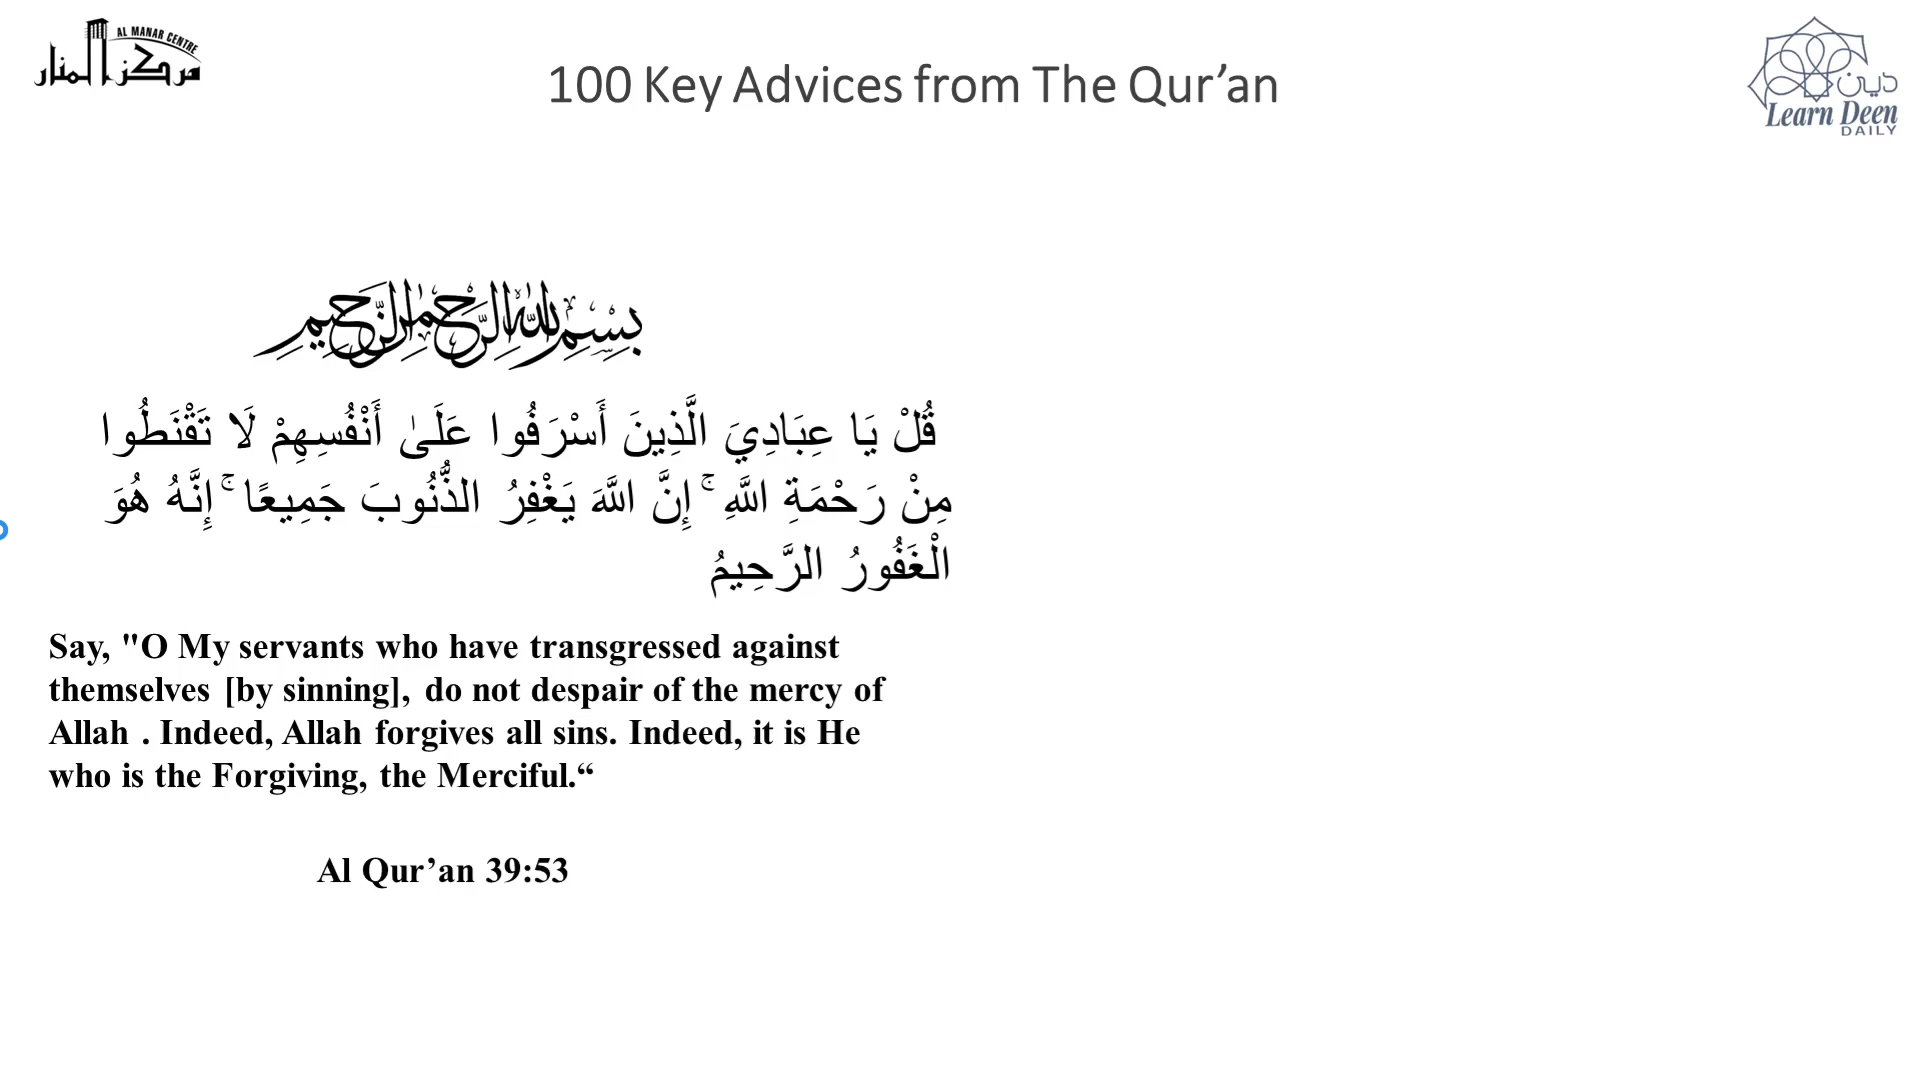 AL MANAR CENTRE
مركز المنار
100 Key Advices from The Qur’an
دين
Learn Deen
DAILY
بسم الله الرحمن الرحيم
قُلْ يَا عِبَادِيَ الَّذِينَ أَسْرَفُوا عَلَىٰ أَنْفُسِهِمْ لَا تَقْنَطُوا
مِنْ رَحْمَةِ اللَّهِ ۚ إِنَّ اللَّهَ يَغْفِرُ الذُّنُوبَ جَمِيعًا ۚ إِنَّهُ هُوَ
الْغَفُورُ الرَّحِيمُ
Say, "O My servants who have transgressed against
themselves [by sinning], do not despair of the mercy of
Allah . Indeed, Allah forgives all sins. Indeed, it is He
who is the Forgiving, the Merciful.“
Al Qur’an 39:53